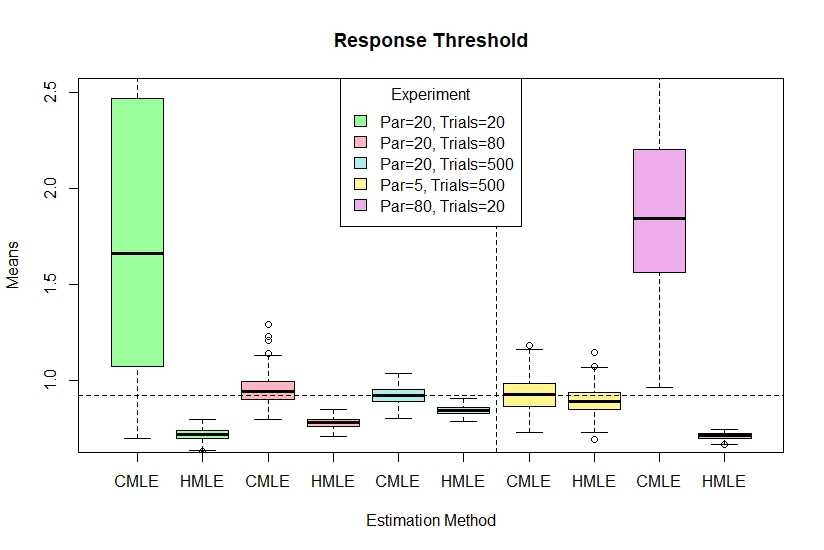 Response Threshold
Experiment
Par=20, Trials=20
Par=20, Trials=80
Par=20, Trials=500
Par=5, Trials=500
Par=80, Trials=20
Means
2.5
2.0
1.5
1.0
CMLE HMLE CMLE HMLE CMLE HMLE CMLE HMLE CMLE HMLE
Estimation Method